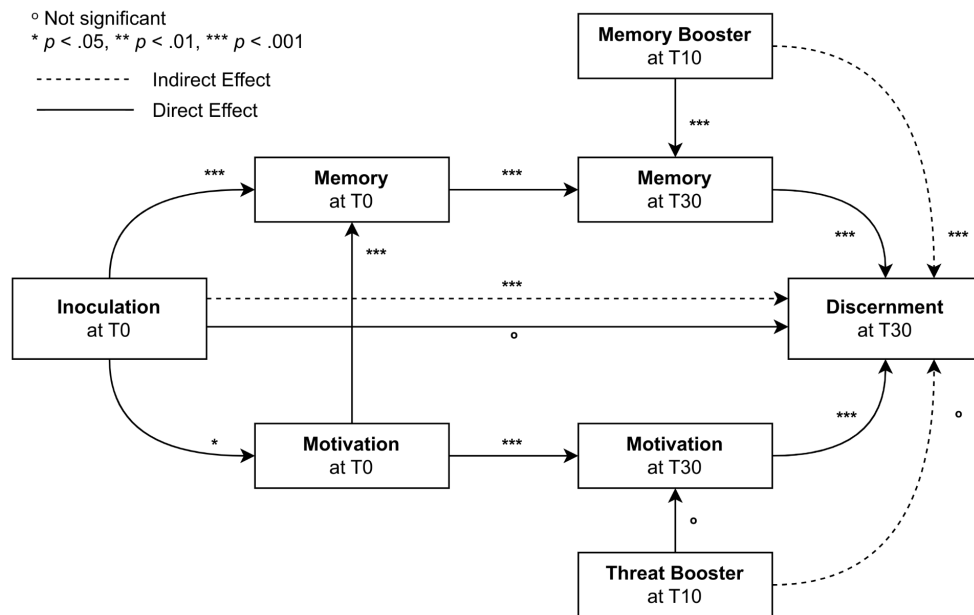 ° Not significant
* p < .05, ** p < .01, *** p < .001
Indirect Effect
Direct Effect
Memory Booster
at T10
***
***
***
Memory
at T0
***
Memory
at T30
***
***
***
Inoculation
at T0
***
°
Discernment
at T30
*
Motivation
at T0
***
Motivation
at T30
***
°
°
Threat Booster
at T10